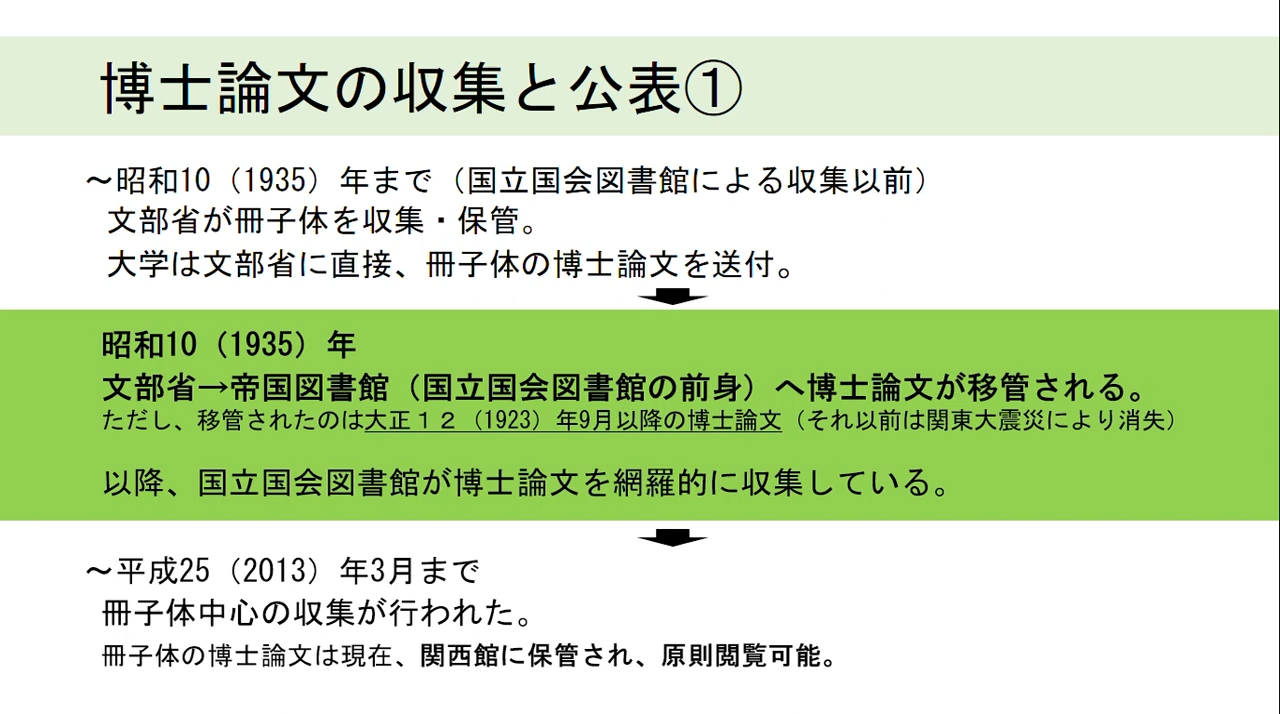 博士論文の収集と公表①
～昭和10（1935）年まで（国立国会図書館による収集以前）
文部省が冊子体を収集・保管。
大学は文部省に直接、冊子体の博士論文を送付。
昭和10（1935）年
文部省→帝国図書館（国立国会図書館の前身）へ博士論文が移管される。
ただし、移管されたのは大正１２（1923）年9月以降の博士論文（それ以前は関東大震災により消失）
以降、国立国会図書館が博士論文を網羅的に収集している。
～平成25（2013）年3月まで
冊子体中心の収集が行われた。
冊子体の博士論文は現在、関西館に保管され、原則閲覧可能。